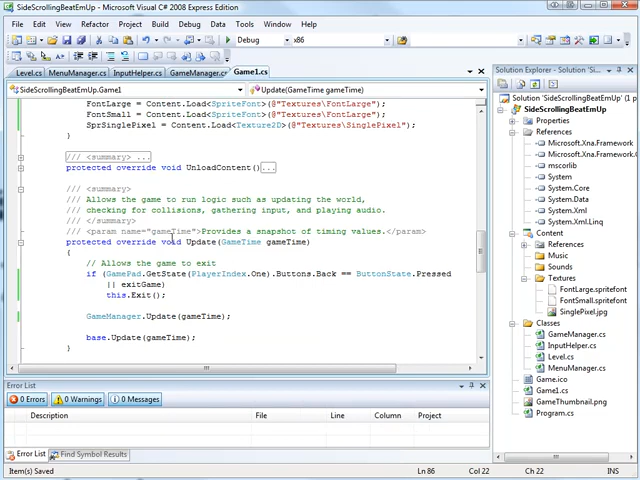 SideScrollingBeatEmUp - Microsoft Visual C# 2008 Express Edition
File Edit View Refactor Project Build Debug Data Tools Window Help
Debug x86
Level.cs MenuManager.cs InputHelper.cs GameManager.cs Game1.cs
SideScrollingBeatEmUp.Game1 Update(GameTime gameTime)
FontLarge = Content.Load<SpriteFont>(@"Textures\FontLarge");
FontSmall = Content.Load<SpriteFont>(@"Textures\FontSmall");
SprSinglePixel = Content.Load<Texture2D>(@"Textures\SinglePixel");
}
/// <summary> ...
protected override void UnloadContent()...
/// <summary>
/// Allows the game to run logic such as updating the world,
/// checking for collisions, gathering input, and playing audio.
/// </summary>
/// <param name="gameTime">Provides a snapshot of timing values.</param>
protected override void Update(GameTime gameTime)
{
// Allows the game to exit
if (GamePad.GetState(PlayerIndex.One).Buttons.Back == ButtonState.Pressed
|| exitGame)
this.Exit();
GameManager.Update(gameTime);
base.Update(gameTime);
}
Solution Explorer - Solution 'SideS...
Solution 'SideScrollingBeatEmUp' (1 p
SideScrollingBeatEmUp
Properties
References
Microsoft.Xna.Framework
Microsoft.Xna.Framework.
mscorlib
System
System.Core
System.Xml
System.Xml.Linq
Content
References
Music
Sounds
Textures
FontLarge.spritefont
FontSmall.spritefont
SinglePixel.jpg
Classes
GameManager.cs
InputHelper.cs
Level.cs
MenuManager.cs
Game.ico
Game1.cs
GameThumbnail.png
Program.cs
Error List
0 Errors 0 Warnings 0 Messages
Description File Line Column Project
Error List Find Symbol Results
Item(s) Saved Ln 86 Col 22 Ch 22 INS